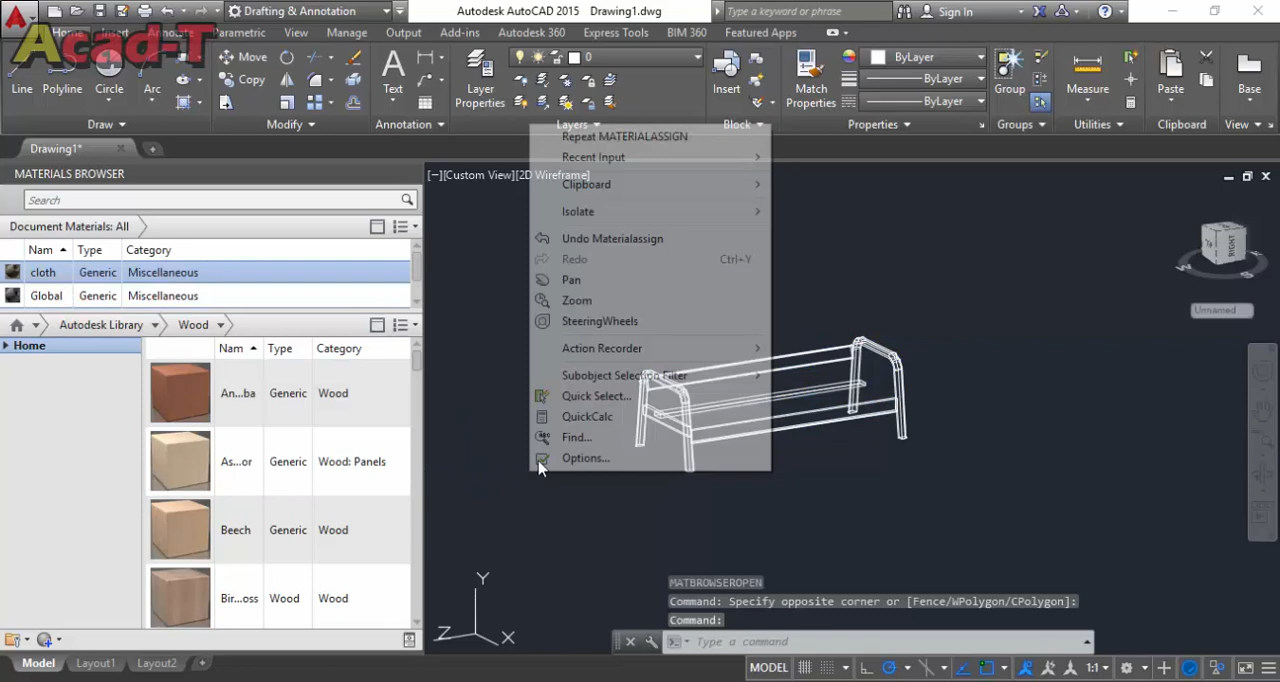 Drafting & Annotation
Autodesk AutoCAD 2015 Drawing1.dwg
Type a keyword or phrase
Sign In
Acad-T
Home Insert Annotate Parametric View Manage Output Add-ins Autodesk 360 Express Tools BIM 360 Featured Apps
Line
Polyline
Circle
Arc
Draw
Move
Copy
Modify
Text
Annotation
Layer
Properties
0
Layers
Insert
Block
Match
Properties
ByLayer
ByLayer
ByLayer
Properties
Group
Groups
Measure
Utilities
Paste
Clipboard
Base
View
Drawing1*
MATERIALS BROWSER
Search
Document Materials: All
Nam Type Category
cloth Generic Miscellaneous
Global Generic Miscellaneous
Autodesk Library Wood
Home
Nam Type Category
An...ba Generic Wood
As...or Generic Wood: Panels
Beech Generic Wood
Bir...oss Wood Wood
[−][Custom View][2D Wireframe]
Repeat MATERIALASSIGN
Recent Input
Clipboard
Isolate
Undo Materialassign
Redo Ctrl+Y
Pan
Zoom
SteeringWheels
Action Recorder
Subobject Selection Filter
Quick Select...
QuickCalc
Find...
Options...
RIGHT
W
S
Unnamed
Y
Z
X
MATBROWSEROPEN
Command: Specify opposite corner or [Fence/WPolygon/CPolygon]:
Command:
Type a command
Model Layout1 Layout2
MODEL
1:1